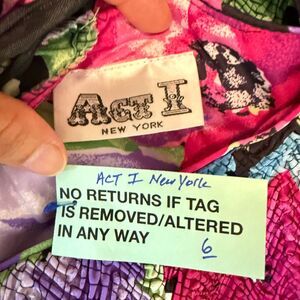 Act I
NEW YORK
ACT I New York
NO RETURNS IF TAG
IS REMOVED/ALTERED
IN ANY WAY
6